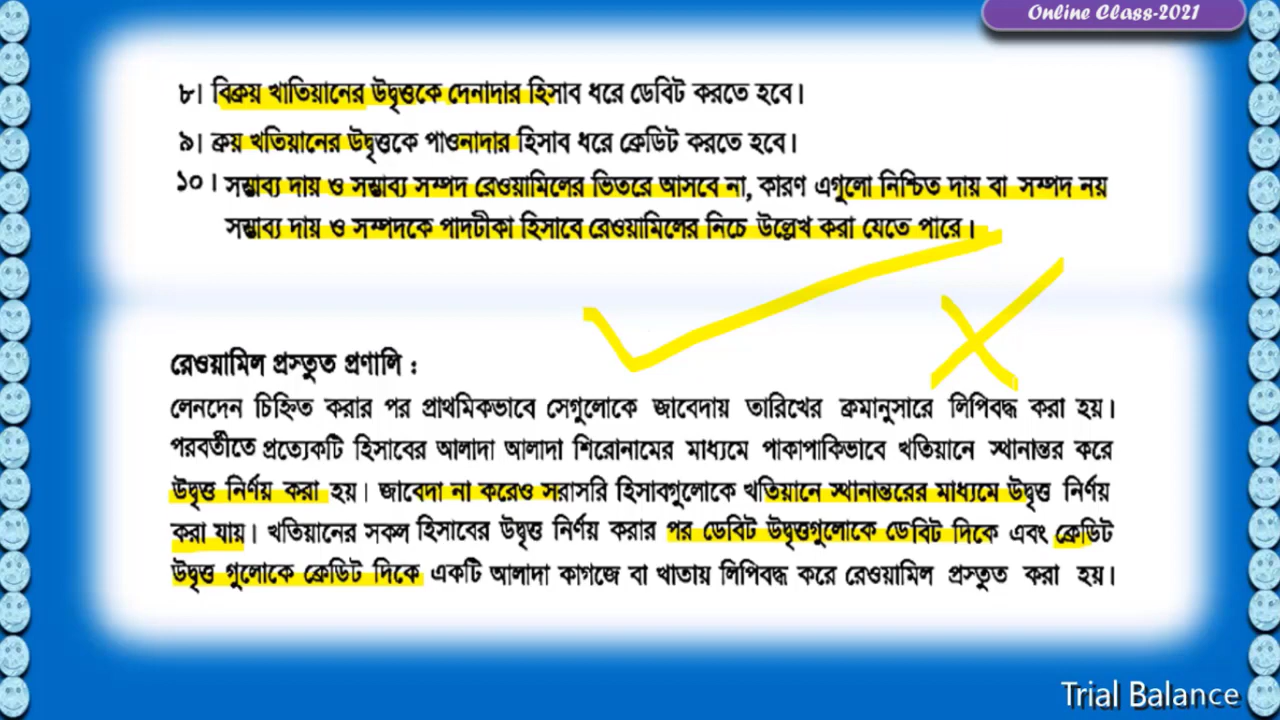 Online Class-2021
৮। বিক্রয় খাতিয়ানের উদ্বৃত্তকে দেনাদার হিসাব ধরে ডেবিট করতে হবে।
৯। ক্রয় খতিয়ানের উদ্বৃত্তকে পাওনাদার হিসাব ধরে ক্রেডিট করতে হবে।
১০। সম্ভাব্য দায় ও সম্ভাব্য সম্পদ রেওয়ামিলের ভিতরে আসবে না, কারণ এগুলো নিশ্চিত দায় বা সম্পদ নয়
সম্ভাব্য দায় ও সম্পদকে পাদটীকা হিসাবে রেওয়ামিলের নিচে উল্লেখ করা যেতে পারে।
রেওয়ামিল প্রস্তুত প্রণালি :
লেনদেন চিহ্নিত করার পর প্রাথমিকভাবে সেগুলোকে জাবেদায় তারিখের ক্রমানুসারে লিপিবদ্ধ করা হয়।
পরবর্তীতে প্রত্যেকটি হিসাবের আলাদা আলাদা শিরোনামের মাধ্যমে পাকাপাকিভাবে খতিয়ানে স্থানান্তর করে
উদ্বৃত্ত নির্ণয় করা হয়। জাবেদা না করেও সরাসরি হিসাবগুলোকে খতিয়ানে স্থানান্তরের মাধ্যমে উদ্বৃত্ত নির্ণয়
করা যায়। খতিয়ানের সকল হিসাবের উদ্বৃত্ত নির্ণয় করার পর ডেবিট উদ্বৃত্তগুলোকে ডেবিট দিকে এবং ক্রেডিট
উদ্বৃত্ত গুলোকে ক্রেডিট দিকে একটি আলাদা কাগজে বা খাতায় লিপিবদ্ধ করে রেওয়ামিল প্রস্তুত করা হয়।
Trial Balance